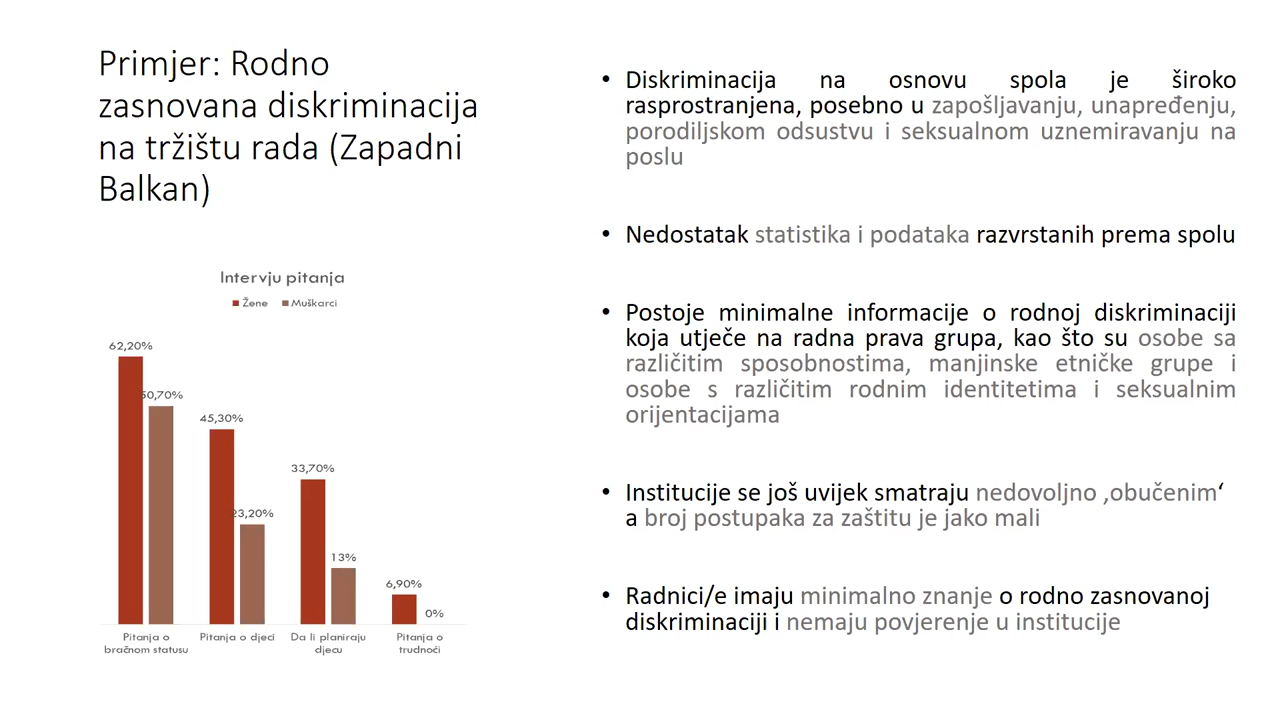 Primjer: Rodno
zasnovana diskriminacija
na tržištu rada (Zapadni
Balkan)
Intervju pitanja
Žene Muškarci
62,20%
50,70%
45,30%
23,20%
33,70%
13%
6,90%
0%
Pitanja o
bračnom statusu
Pitanja o djeci
Da li planiraju
djecu
Pitanja o
trudnoći
• Diskriminacija na osnovu spola je široko
rasprostranjena, posebno u zapošljavanju, unapređenju,
porodiljskom odsustvu i seksualnom uznemiravanju na
poslu
• Nedostatak statistika i podataka razvrstanih prema spolu
• Postoje minimalne informacije o rodnoj diskriminaciji
koja utječe na radna prava grupa, kao što su osobe sa
različitim sposobnostima, manjinske etničke grupe i
osobe s različitim rodnim identitetima i seksualnim
orijentacijama
• Institucije se još uvijek smatraju nedovoljno ‚obučenim‘
a broj postupaka za zaštitu je jako mali
• Radnici/e imaju minimalno znanje o rodno zasnovanoj
diskriminaciji i nemaju povjerenje u institucije